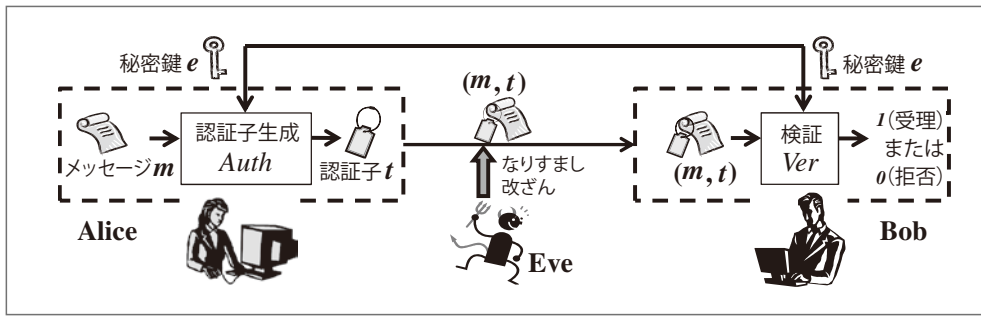 秘密鍵 e
秘密鍵 e
(m, t)
認証子生成
Auth
メッセージ m
認証子 t
なりすまし
改ざん
(m, t)
検証
Ver
1(受理)
または
0(拒否)
Alice
Eve
Bob